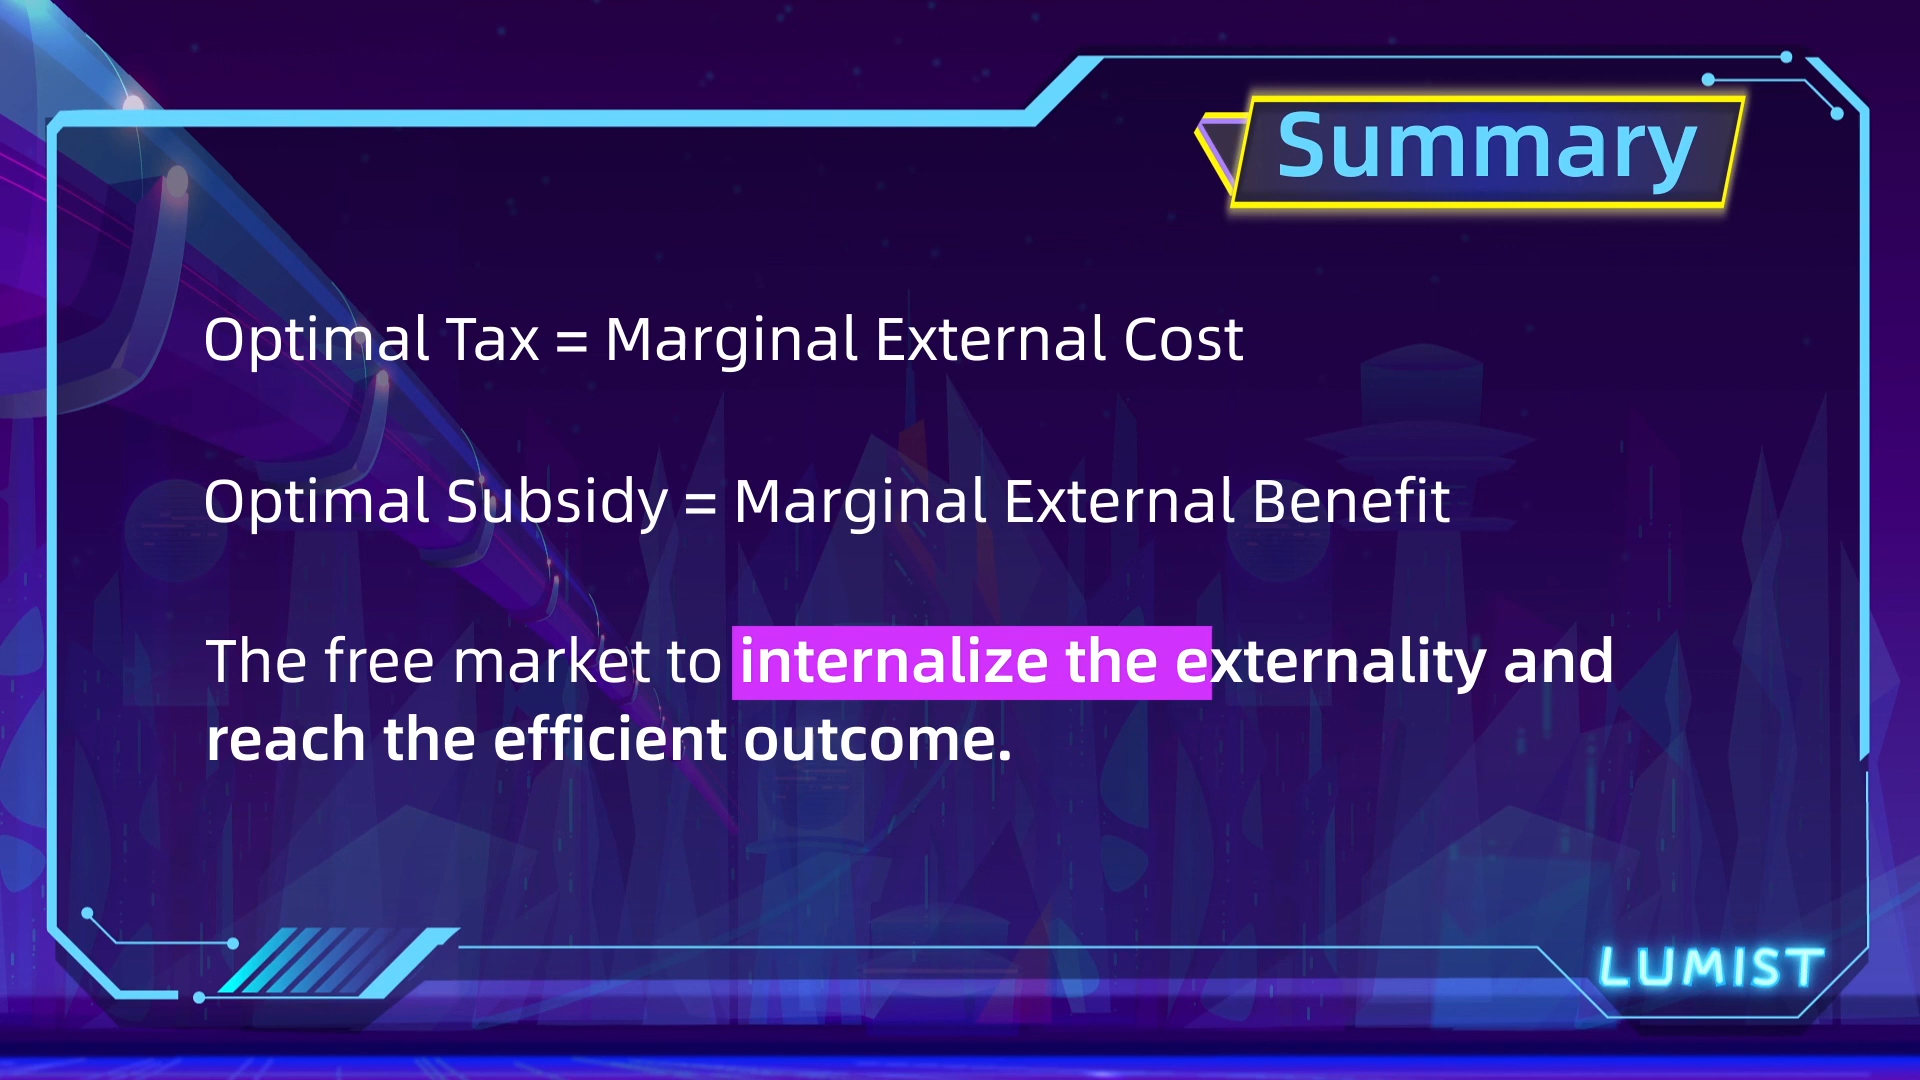 Summary
Optimal Tax = Marginal External Cost
Optimal Subsidy = Marginal External Benefit
The free market to internalize the externality and
reach the efficient outcome.
LUMIST